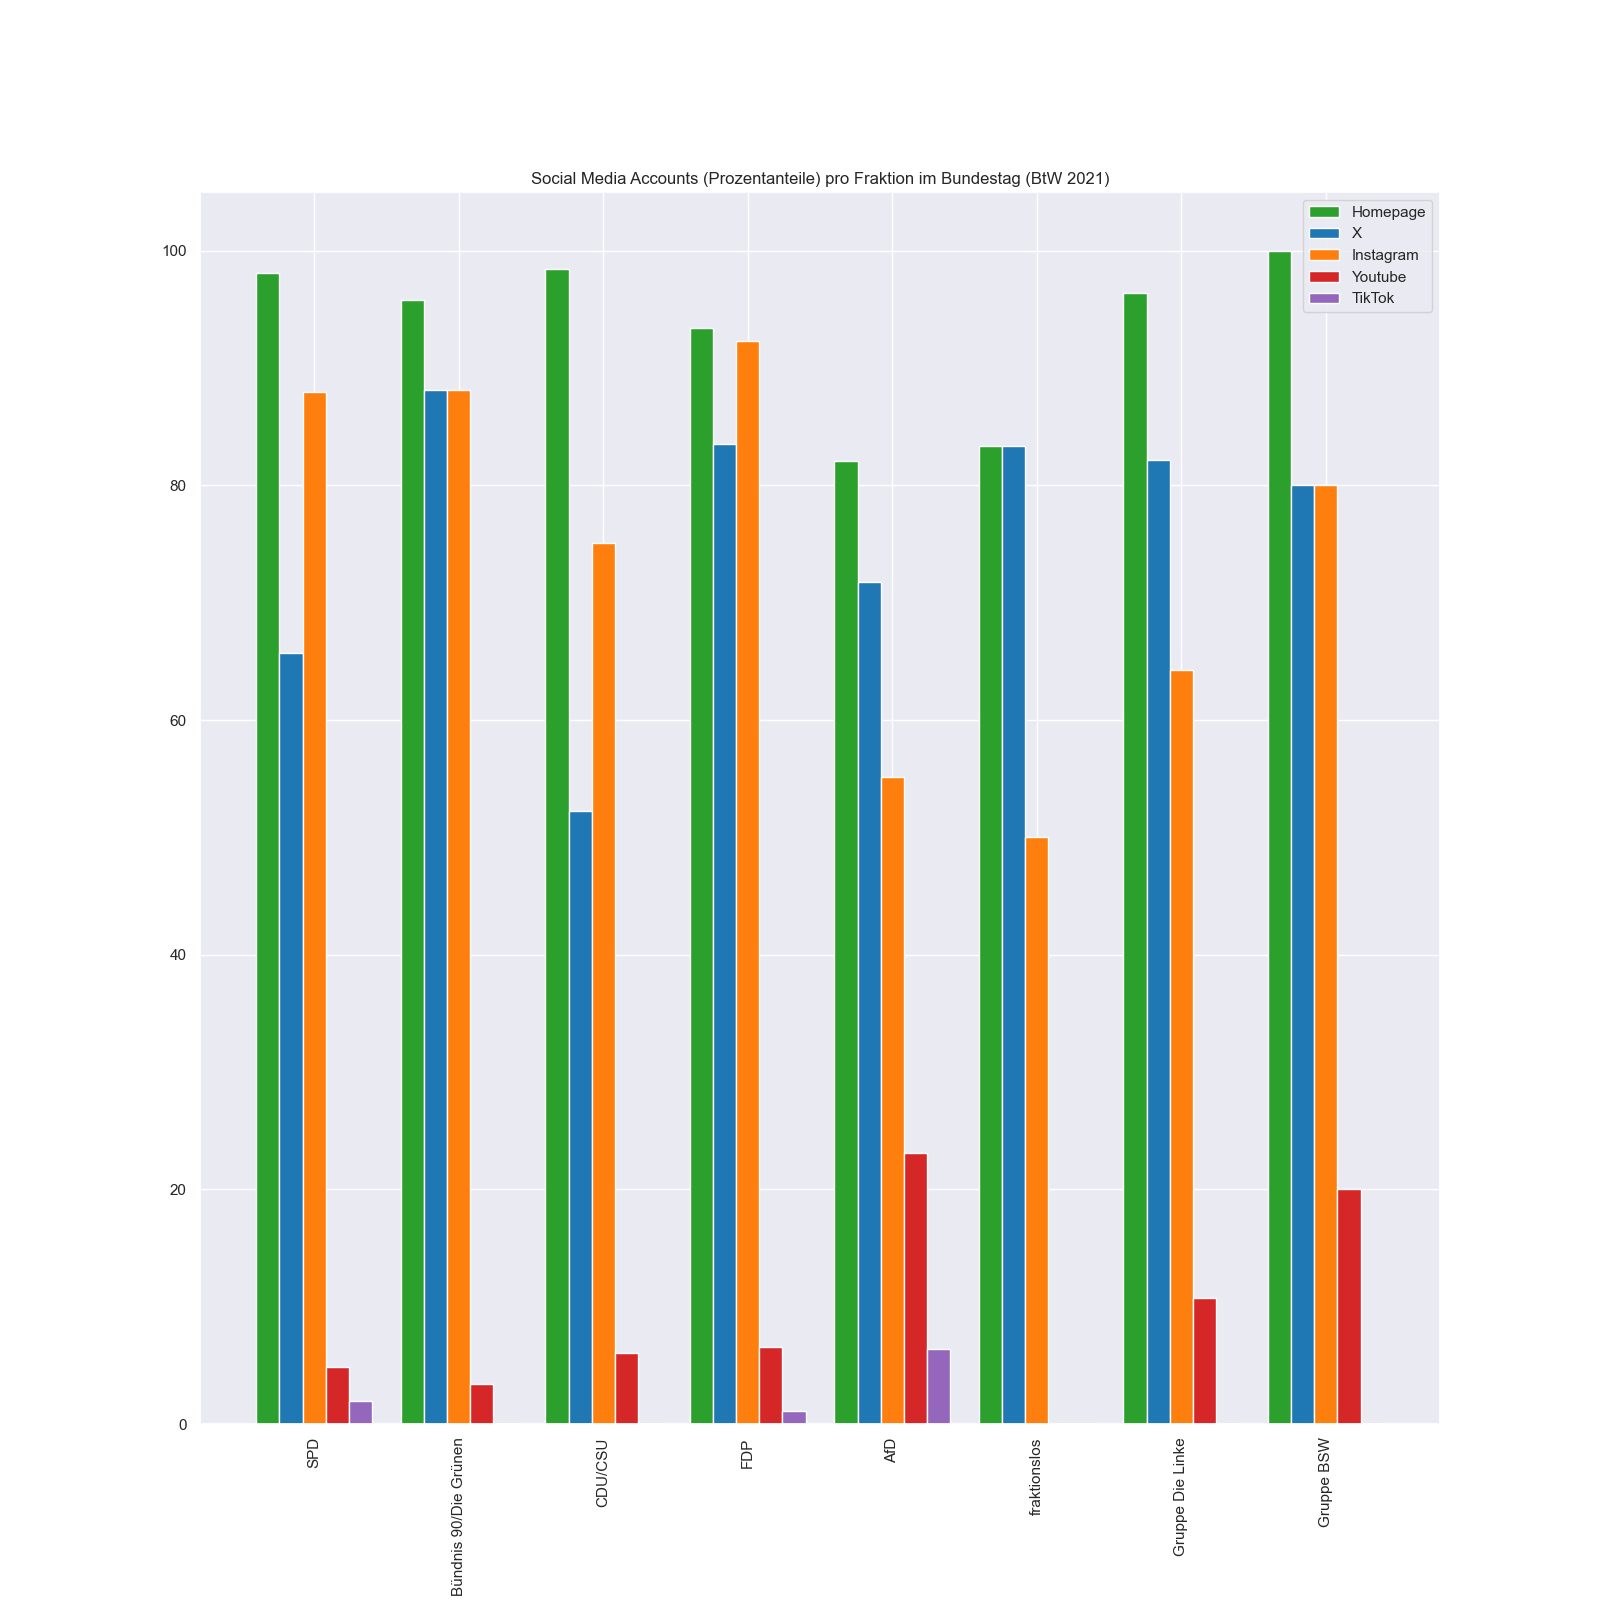 Social Media Accounts (Prozentanteile) pro Fraktion im Bundestag (BtW 2021)
Homepage
X
Instagram
Youtube
TikTok
100
80
60
40
20
0
SPD
Bündnis 90/Die Grünen
CDU/CSU
FDP
AfD
fraktionslos
Gruppe Die Linke
Gruppe BSW